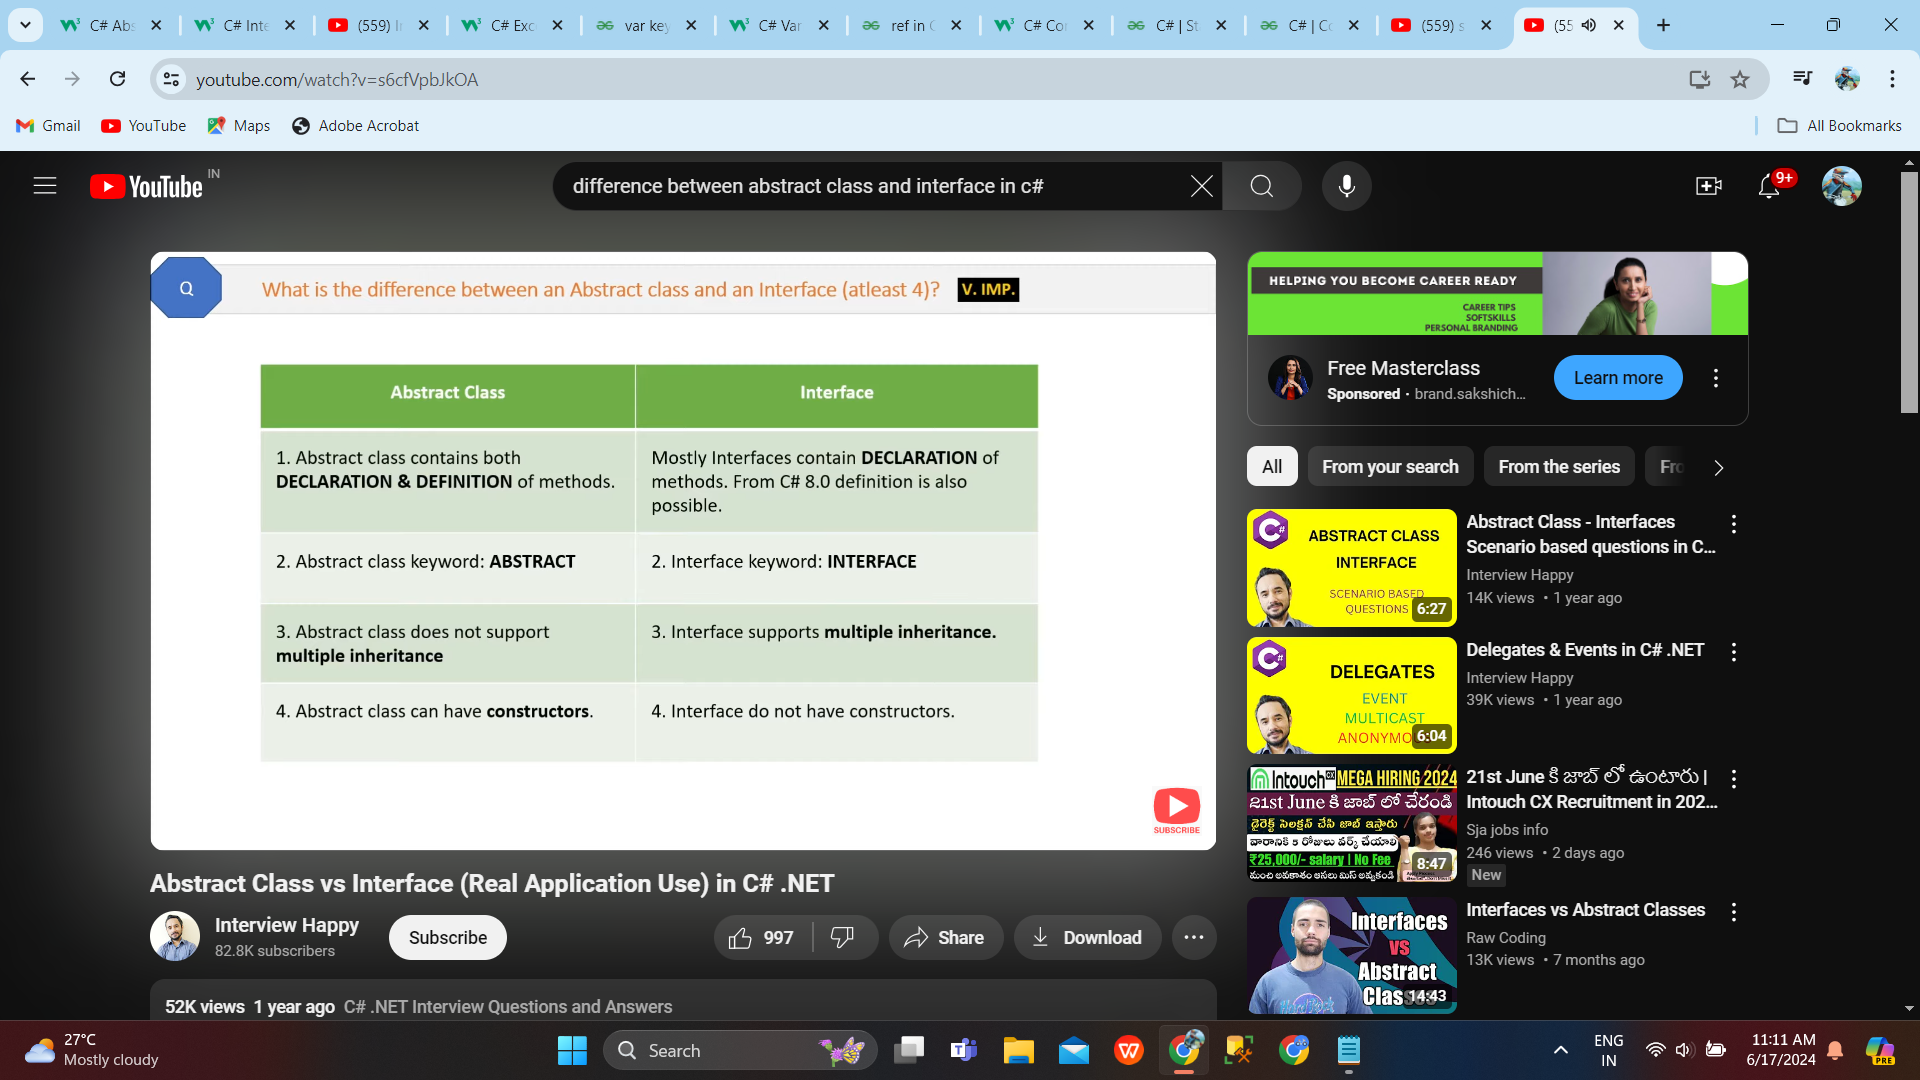 C# Abs
C# Inte
(559) I
C# Exc
var key
C# Var
ref in C
C# Co
C# | St
C# | Co
(559) s
(55
youtube.com/watch?v=s6cfVpbJkOA
Gmail
YouTube
Maps
Adobe Acrobat
All Bookmarks
YouTube IN
difference between abstract class and interface in c#
9+
Q
What is the difference between an Abstract class and an Interface (atleast 4)? V. IMP.
Abstract Class
Interface
1. Abstract class contains both
DECLARATION & DEFINITION of methods.
Mostly Interfaces contain DECLARATION of
methods. From C# 8.0 definition is also
possible.
2. Abstract class keyword: ABSTRACT
2. Interface keyword: INTERFACE
3. Abstract class does not support
multiple inheritance
3. Interface supports multiple inheritance.
4. Abstract class can have constructors.
4. Interface do not have constructors.
SUBSCRIBE
Abstract Class vs Interface (Real Application Use) in C# .NET
Interview Happy
82.8K subscribers
Subscribe
997
Share
Download
52K views 1 year ago C# .NET Interview Questions and Answers
HELPING YOU BECOME CAREER READY
CAREER TIPS
SOFTSKILLS
PERSONAL BRANDING
Free Masterclass
Sponsored · brand.sakshich...
Learn more
All
From your search
From the series
Fro
C#
ABSTRACT CLASS
INTERFACE
SCENARIO BASED
QUESTIONS
6:27
Abstract Class - Interfaces
Scenario based questions in C...
Interview Happy
14K views • 1 year ago
C#
DELEGATES
EVENT
MULTICAST
ANONYMO
6:04
Delegates & Events in C# .NET
Interview Happy
39K views • 1 year ago
Intouch CX MEGA HIRING 2024
21st June కి జాబ్ లో చేరండి
డైరెక్ట్ సెలక్షన్ చేసి జాబ్ ఇస్తారు
వారానికి 5 రోజులు వర్క్ చేయాలి
₹25,000/- salary | No Fee
మంచి అవకాశం అసలు మిస్ అవ్వకండి
8:47
21st June కి జాబ్ లో ఉంటారు |
Intouch CX Recruitment in 202...
Sja jobs info
246 views • 2 days ago
New
Interfaces
VS
Abstract
Clas
14:43
Interfaces vs Abstract Classes
Raw Coding
13K views • 7 months ago
27°C
Mostly cloudy
Search
ENG
IN
11:11 AM
6/17/2024
PRE